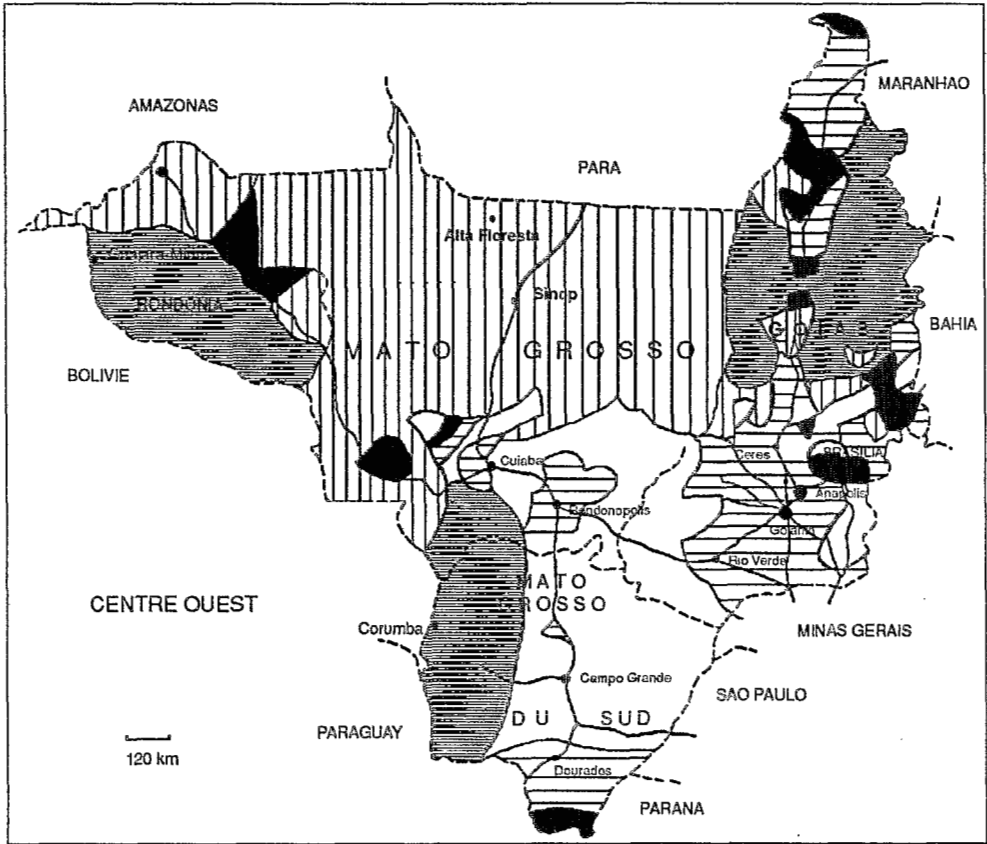 AMAZONAS
MARANHAO
PARA
Alta Floresta
RONDONIA
Sinop
GOIAS
BAHIA
MATO GROSSO
BOLIVIE
Ceres
BRASILIA
Cuiaba
Anapolis
Rondonopolis
Goiania
Rio Verde
MATO
GROSSO
CENTRE OUEST
Corumba
MINAS GERAIS
Campo Grande
SAO PAULO
DU SUD
PARAGUAY
120 km
Dourados
PARANA